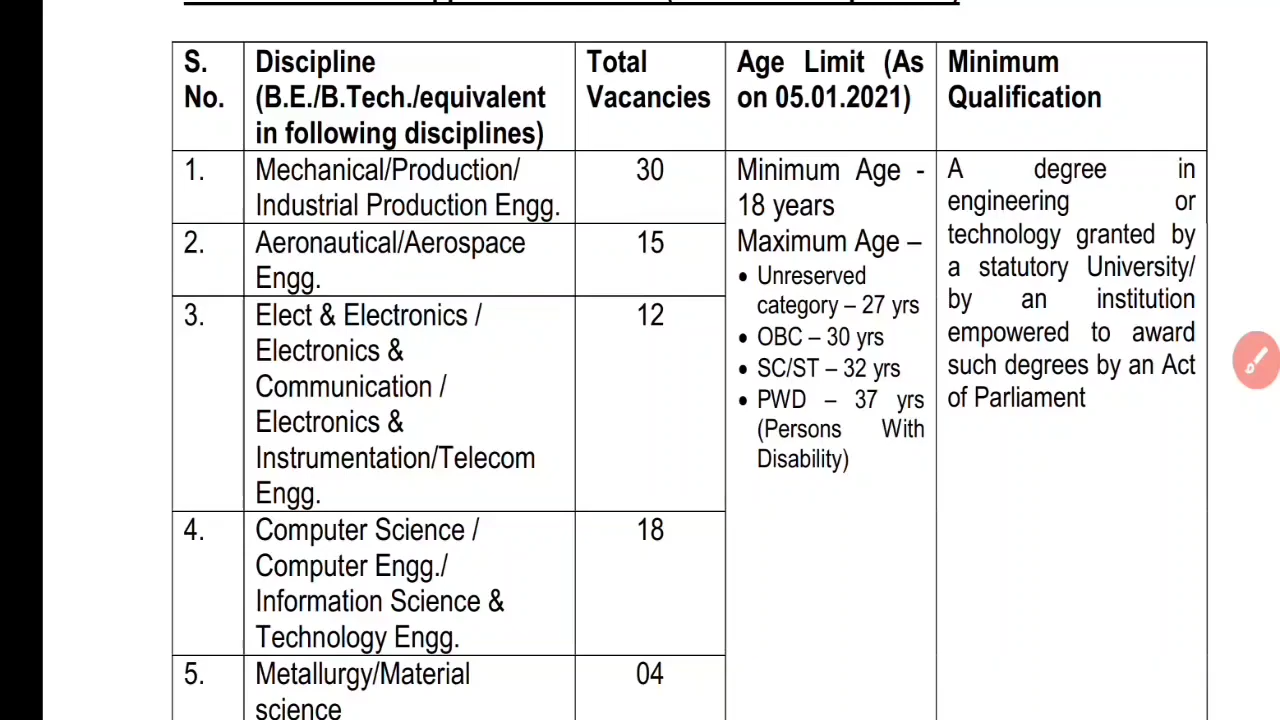 S. No.
Discipline
(B.E./B.Tech./equivalent
in following disciplines)
Total
Vacancies
Age Limit (As
on 05.01.2021)
Minimum
Qualification
1.
Mechanical/Production/
Industrial Production Engg.
30
Minimum Age -
18 years
Maximum Age –
• Unreserved
category – 27 yrs
• OBC – 30 yrs
• SC/ST – 32 yrs
• PWD – 37 yrs
(Persons With
Disability)
A degree in
engineering or
technology granted by
a statutory University/
by an institution
empowered to award
such degrees by an Act
of Parliament
2.
Aeronautical/Aerospace
Engg.
15
3.
Elect & Electronics /
Electronics &
Communication /
Electronics &
Instrumentation/Telecom
Engg.
12
4.
Computer Science /
Computer Engg./
Information Science &
Technology Engg.
18
5.
Metallurgy/Material
science
04